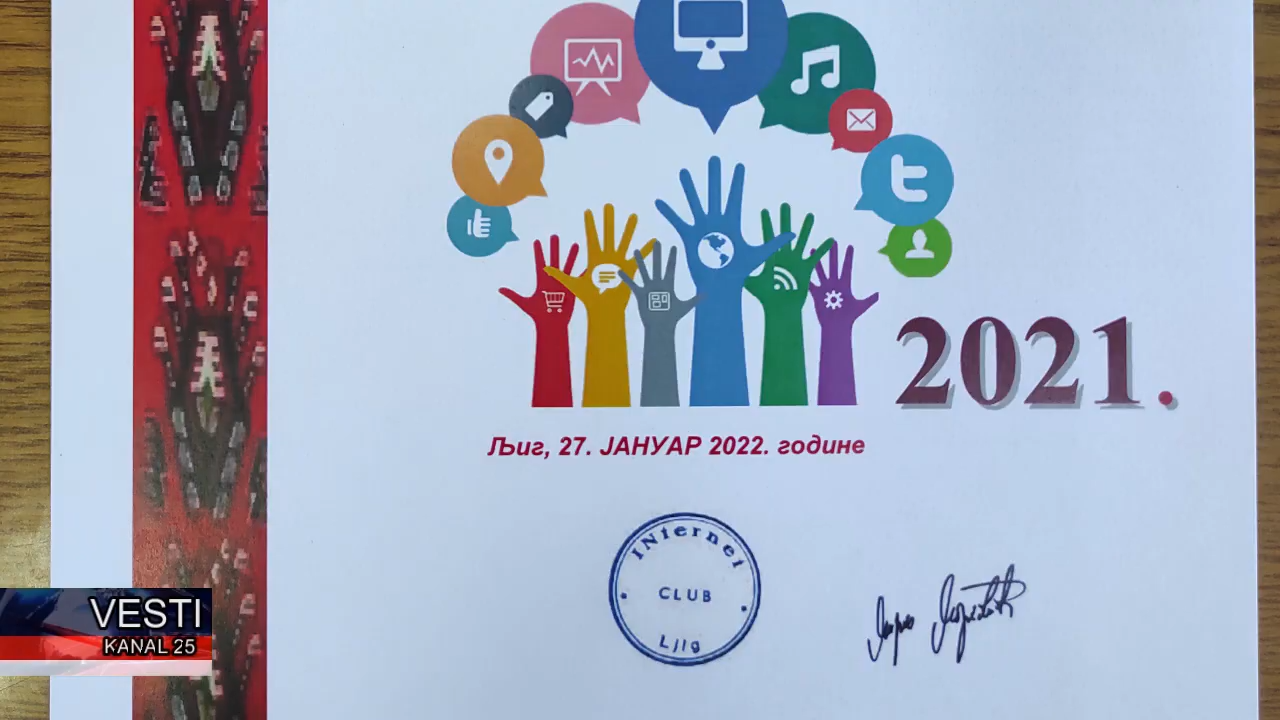 2021.
Љиг, 27. ЈАНУАР 2022. године
INternet
CLUB
Ljig
VESTI
KANAL 25